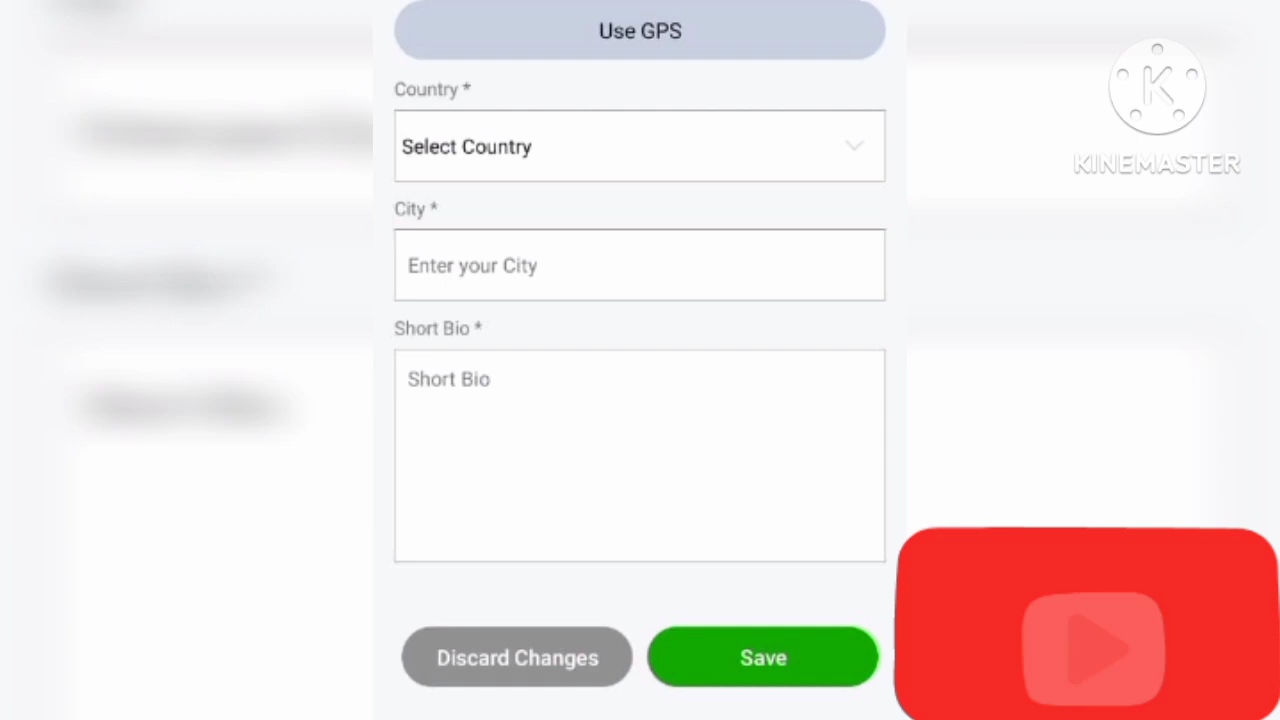 Use GPS
Country *
Select Country
City *
Enter your City
Short Bio *
Short Bio
Discard Changes
Save
K
KINEMASTER